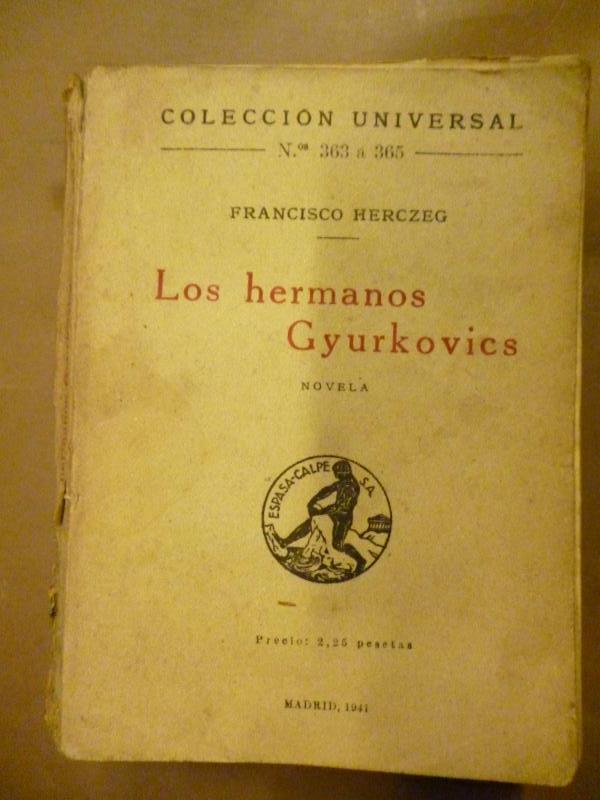 COLECCIÓN UNIVERSAL
N.os 363 a 365
FRANCISCO HERCZEG
Los hermanos
Gyurkovics
NOVELA
ESPASA-CALPE S.A.
Precio: 2,25 pesetas
MADRID, 1941